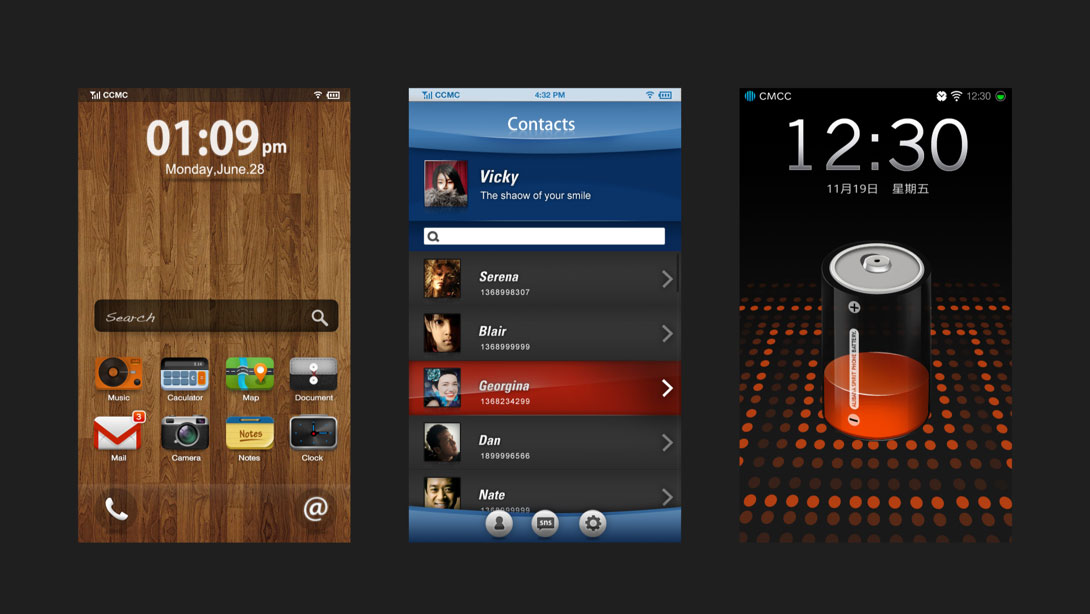 CCMC
01:09 pm
Monday,June.28
Search
Music
Caculator
Map
Document
3
Mail
Camera
Notes
Notes
Clock
@
CCMC 4:32 PM
Contacts
Vicky
The shaow of your smile
Serena
1368998307
Blair
1368999999
Georgina
1368234299
Dan
1899996566
Nate
1368999999
sns
CMCC 12:30
12:30
11月19日 星期五